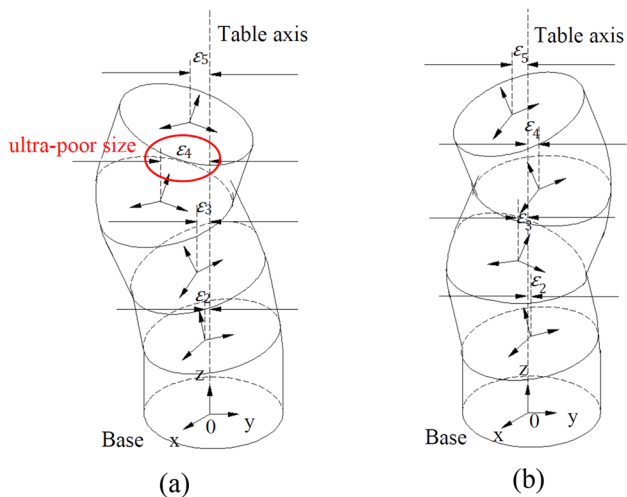 Table axis
ε5
ultra-poor size
ε4
ε3
ε2
z
0
y
x
Base
(a)
Table axis
ε5
ε4
ε3
ε2
z
0
y
x
Base
(b)